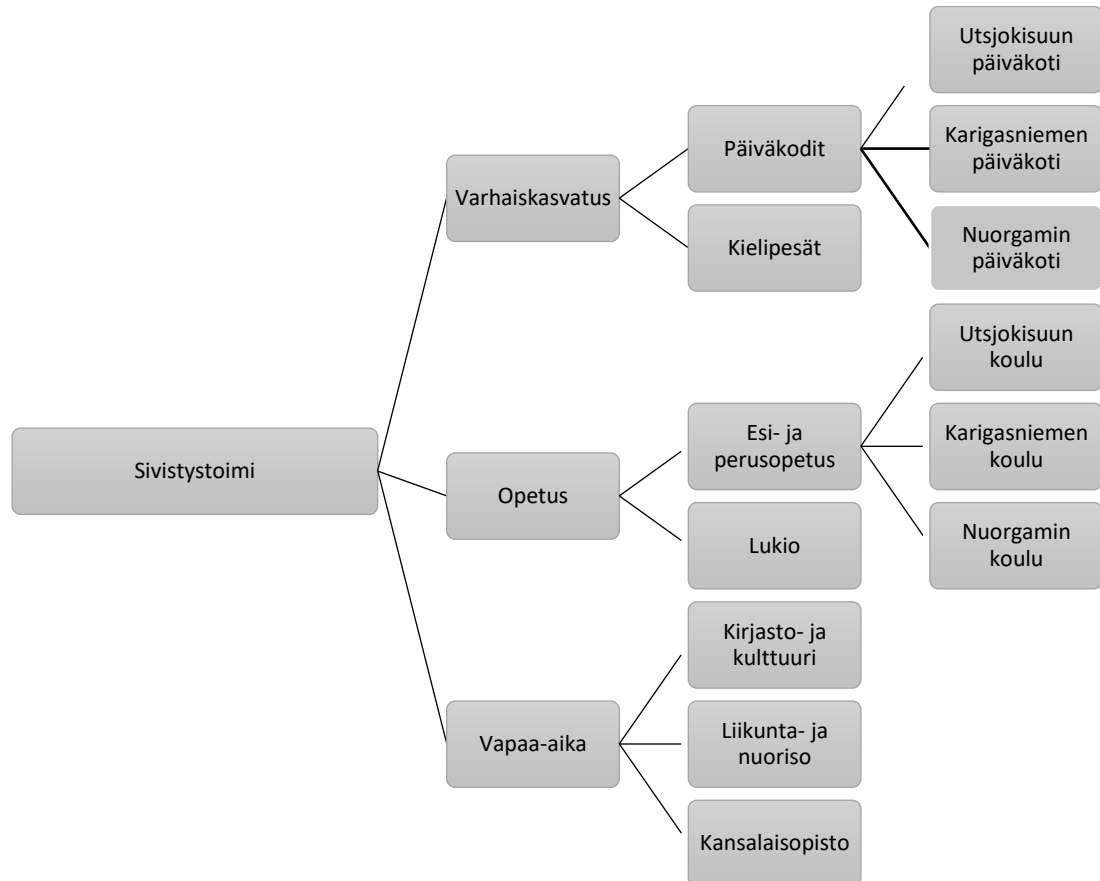 Utsjokisuun
päiväkoti
Päiväkodit
Karigasniemen
päiväkoti
Varhaiskasvatus
Kielipesät
Nuorgamin
päiväkoti
Utsjokisuun
koulu
Esi- ja
perusopetus
Karigasniemen
koulu
Sivistystoimi
Opetus
Lukio
Nuorgamin
koulu
Kirjasto- ja
kulttuuri
Vapaa-aika
Liikunta- ja
nuoriso
Kansalaisopisto